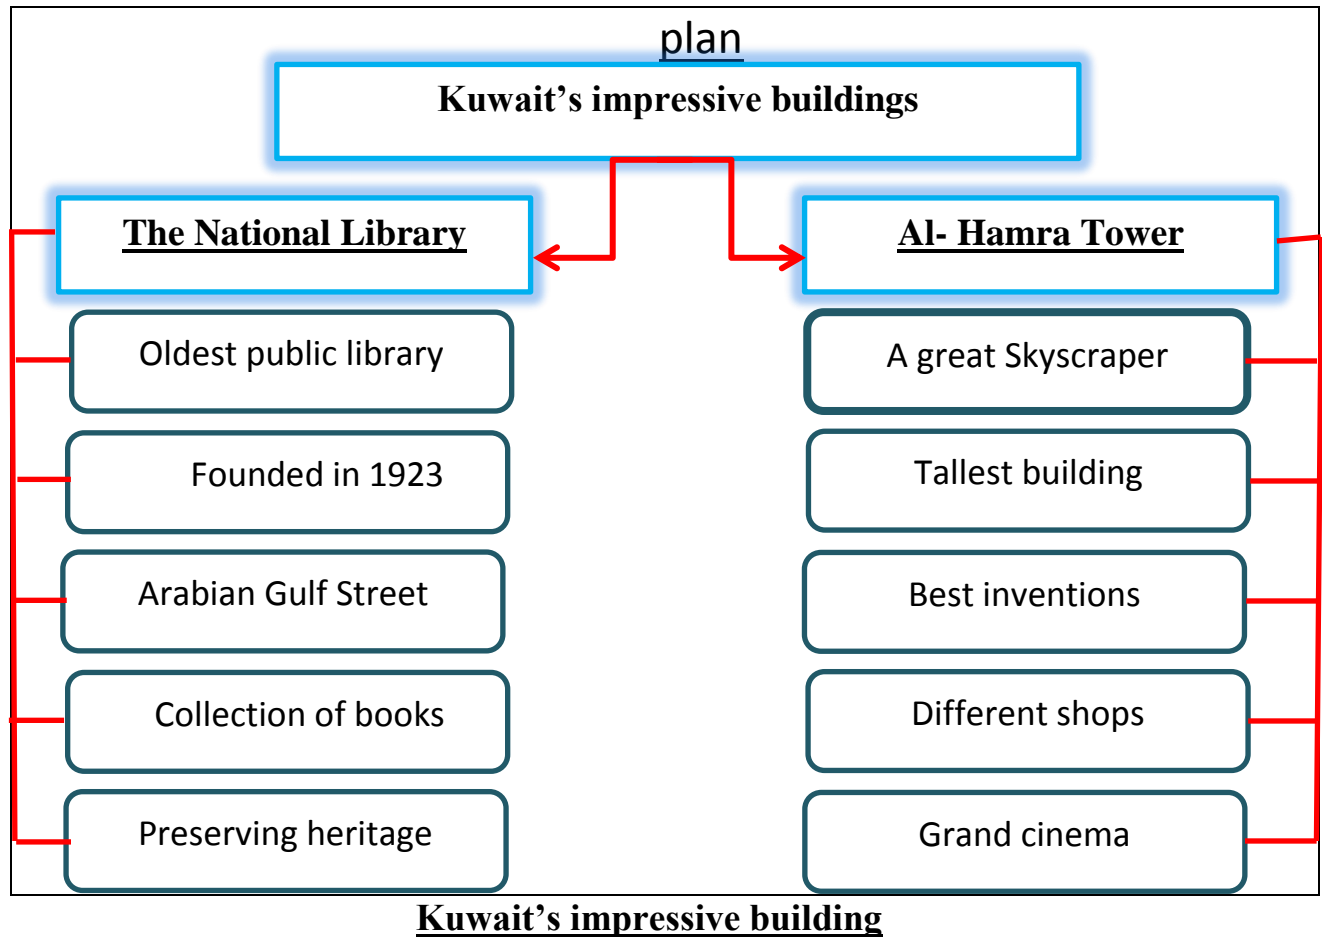 plan
Kuwait’s impressive buildings
The National Library
Al- Hamra Tower
Oldest public library
A great Skyscraper
Founded in 1923
Tallest building
Arabian Gulf Street
Best inventions
Collection of books
Different shops
Preserving heritage
Grand cinema
Kuwait’s impressive building